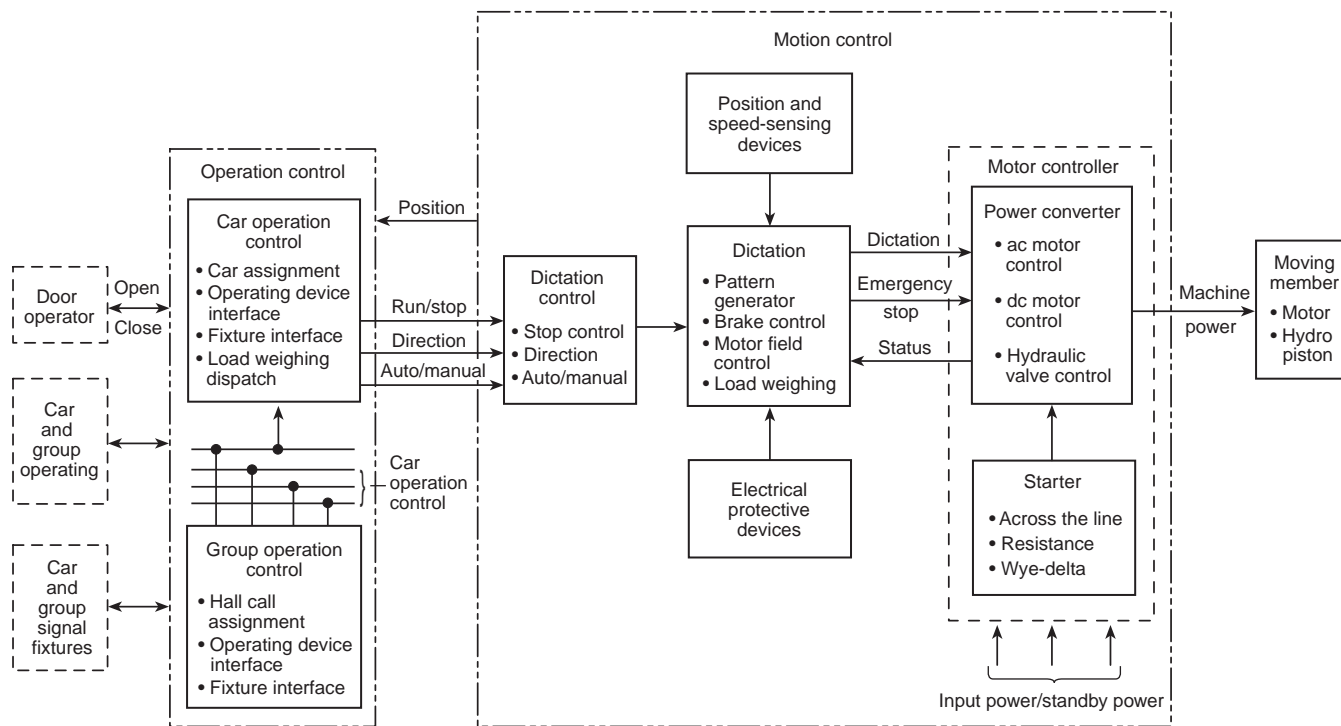 Motion control
Position and
speed-sensing
devices
Operation control
Motor controller
Position
Car operation
control
• Car assignment
• Operating device
interface
• Fixture interface
• Load weighing
dispatch
Door
operator
Open
Close
Run/stop
Direction
Auto/manual
Dictation
control
• Stop control
• Direction
• Auto/manual
Dictation
• Pattern
generator
• Brake control
• Motor field
control
• Load weighing
Dictation
Emergency
stop
Status
Power converter
• ac motor
control
• dc motor
control
• Hydraulic
valve control
Machine
power
Moving
member
• Motor
• Hydro
piston
Car
and
group
operating
Car
operation
control
Electrical
protective
devices
Starter
• Across the line
• Resistance
• Wye-delta
Car
and
group
signal
fixtures
Group operation
control
• Hall call
assignment
• Operating device
interface
• Fixture interface
Input power/standby power